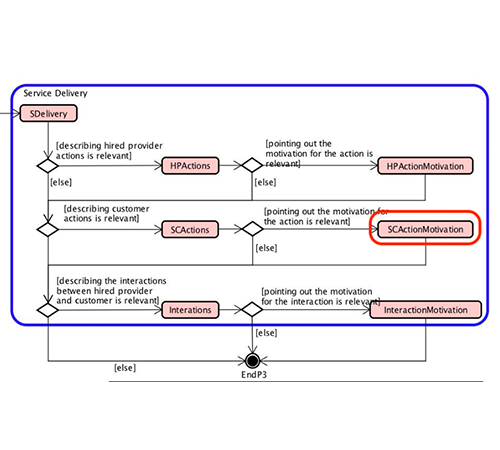 Service Delivery
SDelivery
[describing hired provider
actions is relevant]
HPActions
[pointing out the
motivation for the action is
relevant]
HPActionMotivation
[else]
[else]
[describing customer
actions is relevant]
SCActions
[pointing out the motivation for
the action is relevant]
SCActionMotivation
[else]
[else]
[describing the interactions
between hired provider
and customer is relevant]
Interations
[pointing out the motivation
for the interaction is relevant]
InteractionMotivation
[else]
[else]
EndP3